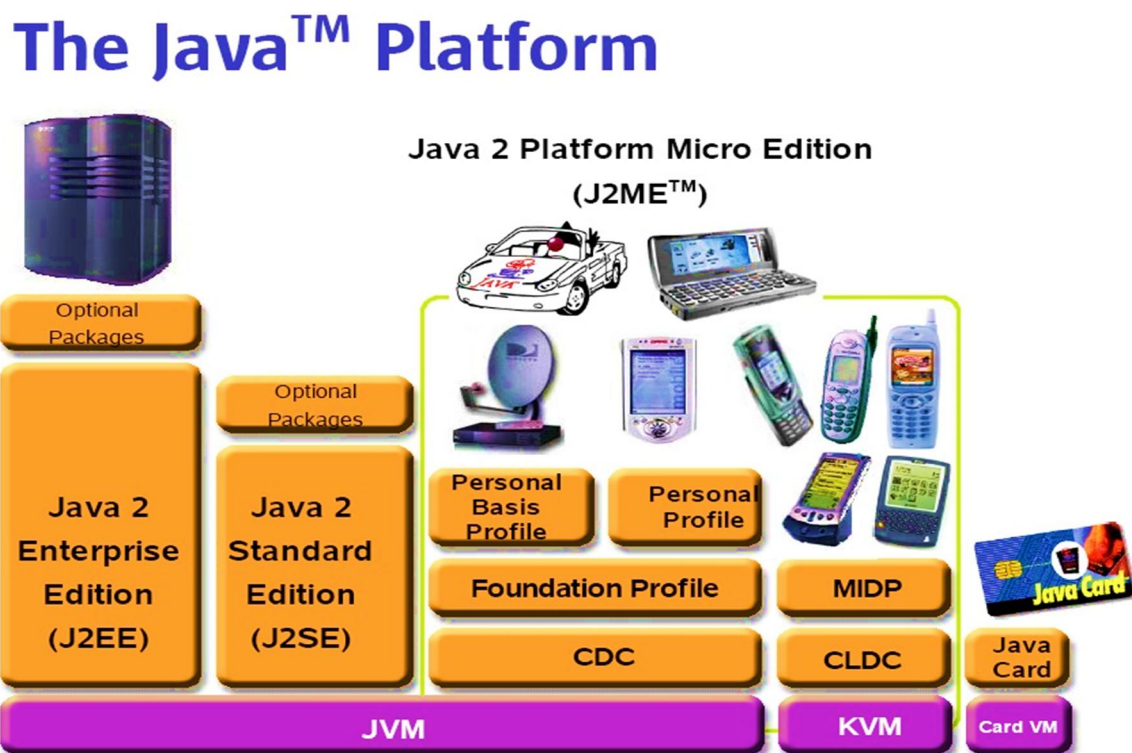 The Java™ Platform
Java 2 Platform Micro Edition
(J2ME™)
JAVA
Optional
Packages
Java 2
Enterprise
Edition
(J2EE)
Optional
Packages
Java 2
Standard
Edition
(J2SE)
Personal
Basis
Profile
Personal
Profile
Foundation Profile
MIDP
CDC
CLDC
Java Card
Java
Card
JVM
KVM
Card VM